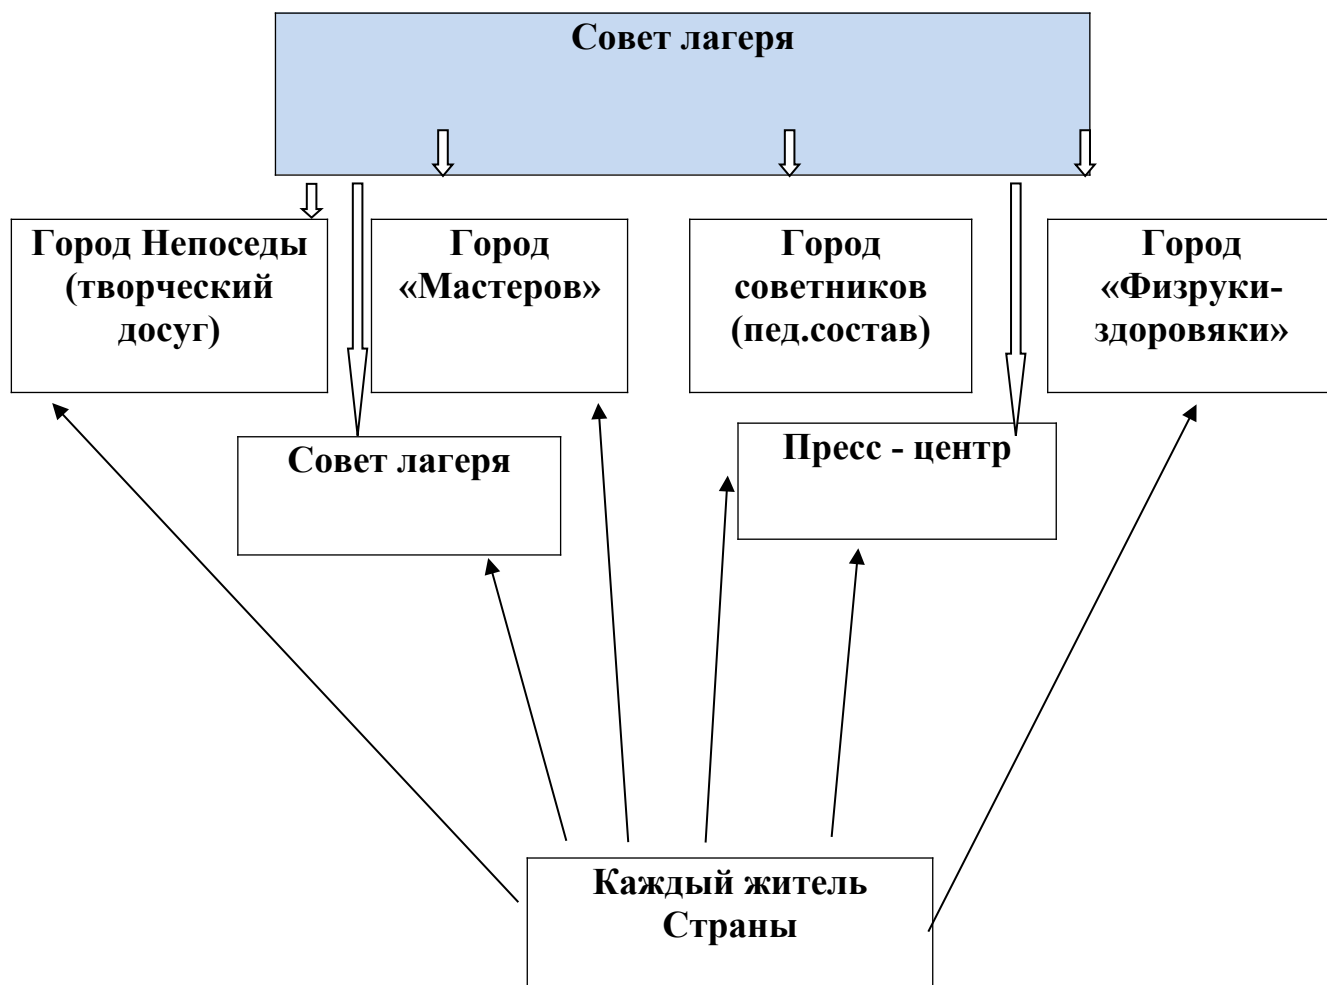 Совет лагеря
Город Непоседы
(творческий
досуг)
Город
«Мастеров»
Город
советников
(пед.состав)
Город
«Физруки-
здоровяки»
Совет лагеря
Пресс - центр
Каждый житель
Страны